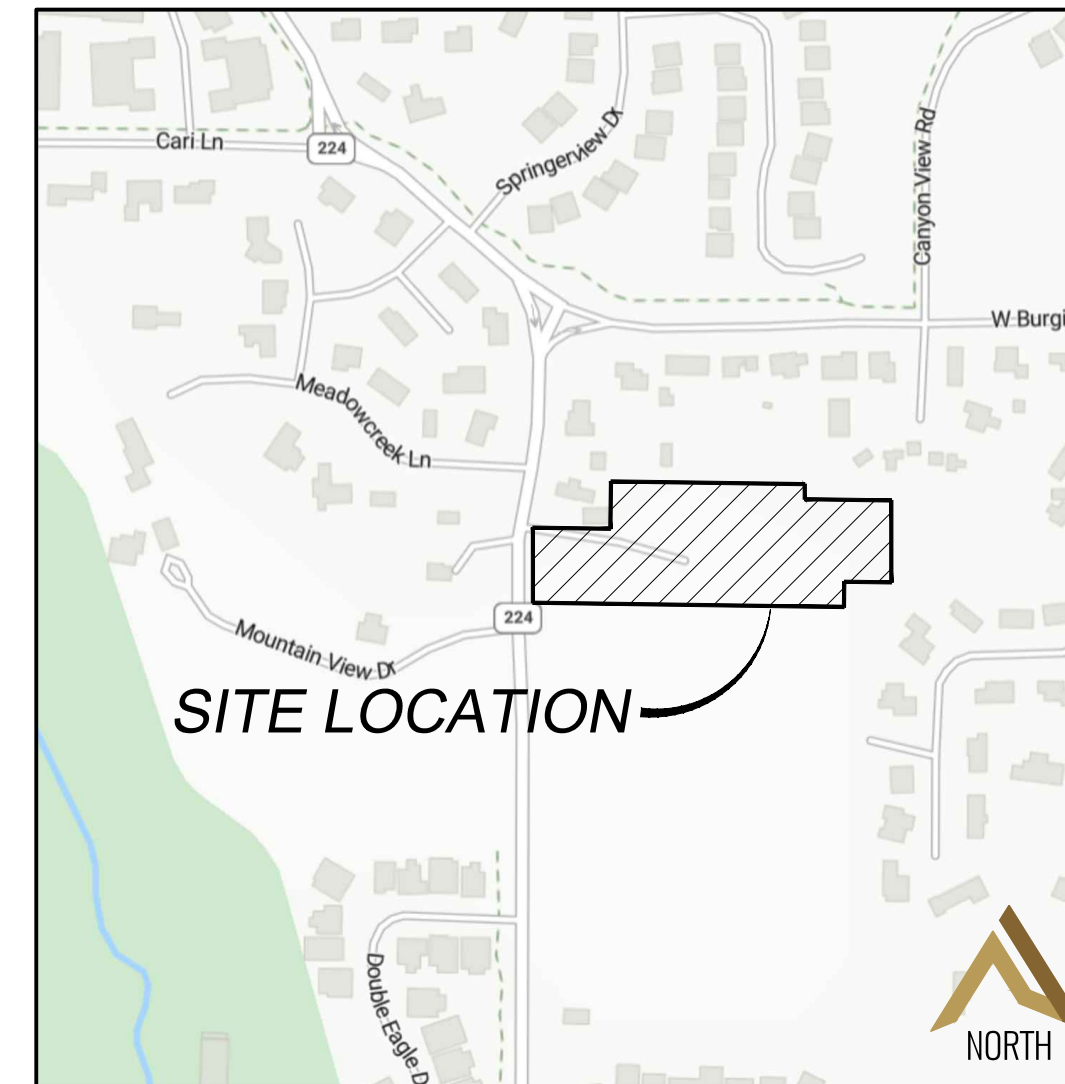 Cari Ln
224
Springerview Dr
Canyon View Rd
W Burgi
Meadowcreek Ln
224
Mountain View Dr
SITE LOCATION
Double Eagle D
NORTH